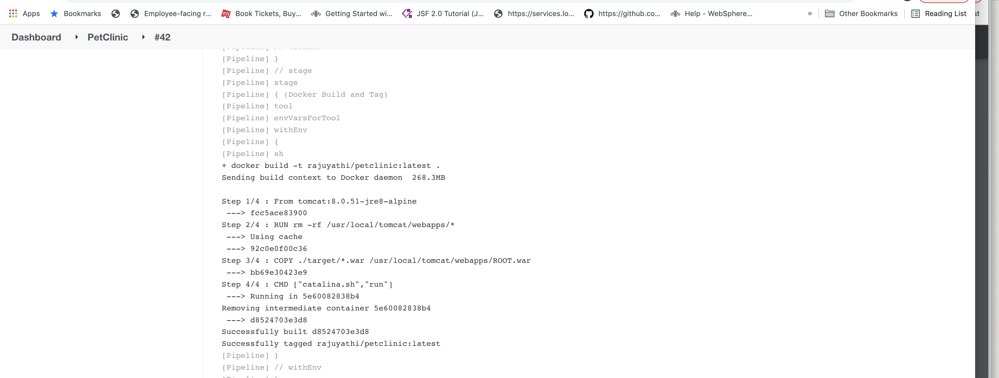 Apps Bookmarks Employee-facing r... Book Tickets, Buy... Getting Started wi... JSF 2.0 Tutorial (J... https://services.lo... https://github.co... Help - WebSphere... » Other Bookmarks Reading List st
Dashboard PetClinic #42
[Pipeline] }
[Pipeline] // stage
[Pipeline] stage
[Pipeline] { (Docker Build and Tag)
[Pipeline] tool
[Pipeline] envVarsForTool
[Pipeline] withEnv
[Pipeline] {
[Pipeline] sh
+ docker build -t rajuyathi/petclinic:latest .
Sending build context to Docker daemon  268.3MB
Step 1/4 : From tomcat:8.0.51-jre8-alpine
 ---> fcc5ace83900
Step 2/4 : RUN rm -rf /usr/local/tomcat/webapps/*
 ---> Using cache
 ---> 92c0e0f00c36
Step 3/4 : COPY ./target/*.war /usr/local/tomcat/webapps/ROOT.war
 ---> bb69e30423e9
Step 4/4 : CMD ["catalina.sh","run"]
 ---> Running in 5e60082838b4
Removing intermediate container 5e60082838b4
 ---> d8524703e3d8
Successfully built d8524703e3d8
Successfully tagged rajuyathi/petclinic:latest
[Pipeline] }
[Pipeline] // withEnv